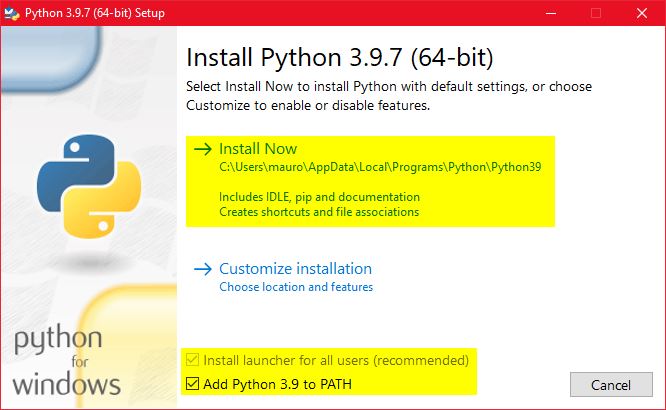 Python 3.9.7 (64-bit) Setup
Install Python 3.9.7 (64-bit)
Select Install Now to install Python with default settings, or choose
Customize to enable or disable features.
Install Now
C:\Users\mauro\AppData\Local\Programs\Python\Python39
Includes IDLE, pip and documentation
Creates shortcuts and file associations
Customize installation
Choose location and features
python
for
windows
Install launcher for all users (recommended)
Add Python 3.9 to PATH
Cancel